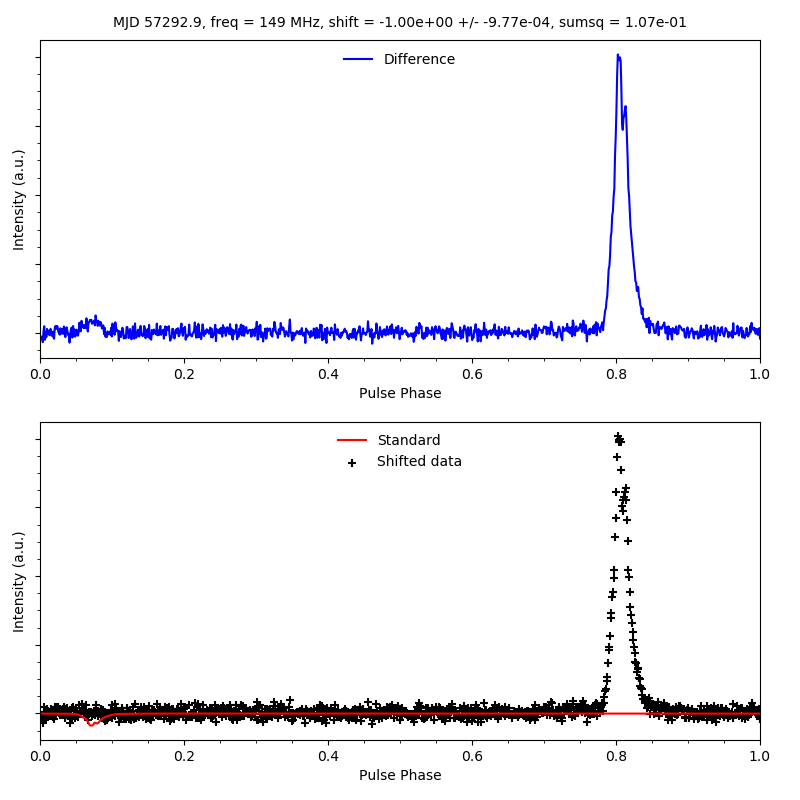 MJD 57292.9, freq = 149 MHz, shift = -1.00e+00 +/- -9.77e-04, sumsq = 1.07e-01
Difference
Intensity (a.u.)
0.0 0.2 0.4 0.6 0.8 1.0
Pulse Phase
Standard
Shifted data
Intensity (a.u.)
0.0 0.2 0.4 0.6 0.8 1.0
Pulse Phase